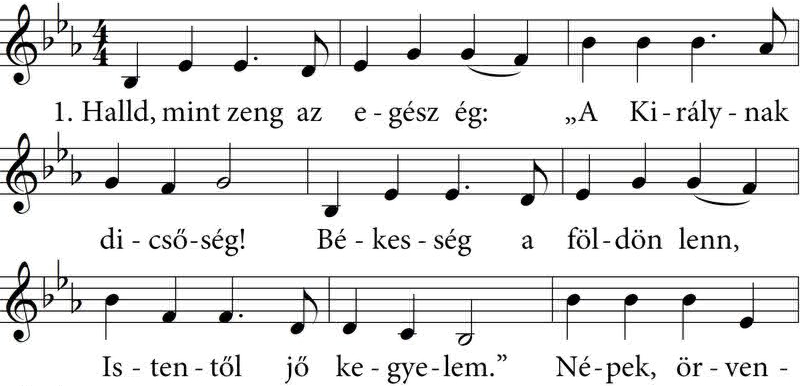 4
4
1. Halld, mint zeng az e - gész ég: „A Ki - rály - nak
di - cső - ség! Bé - kes - ség a föl - dön lenn,
Is - ten - től jő ke - gye - lem.” Né - pek, ör - ven -